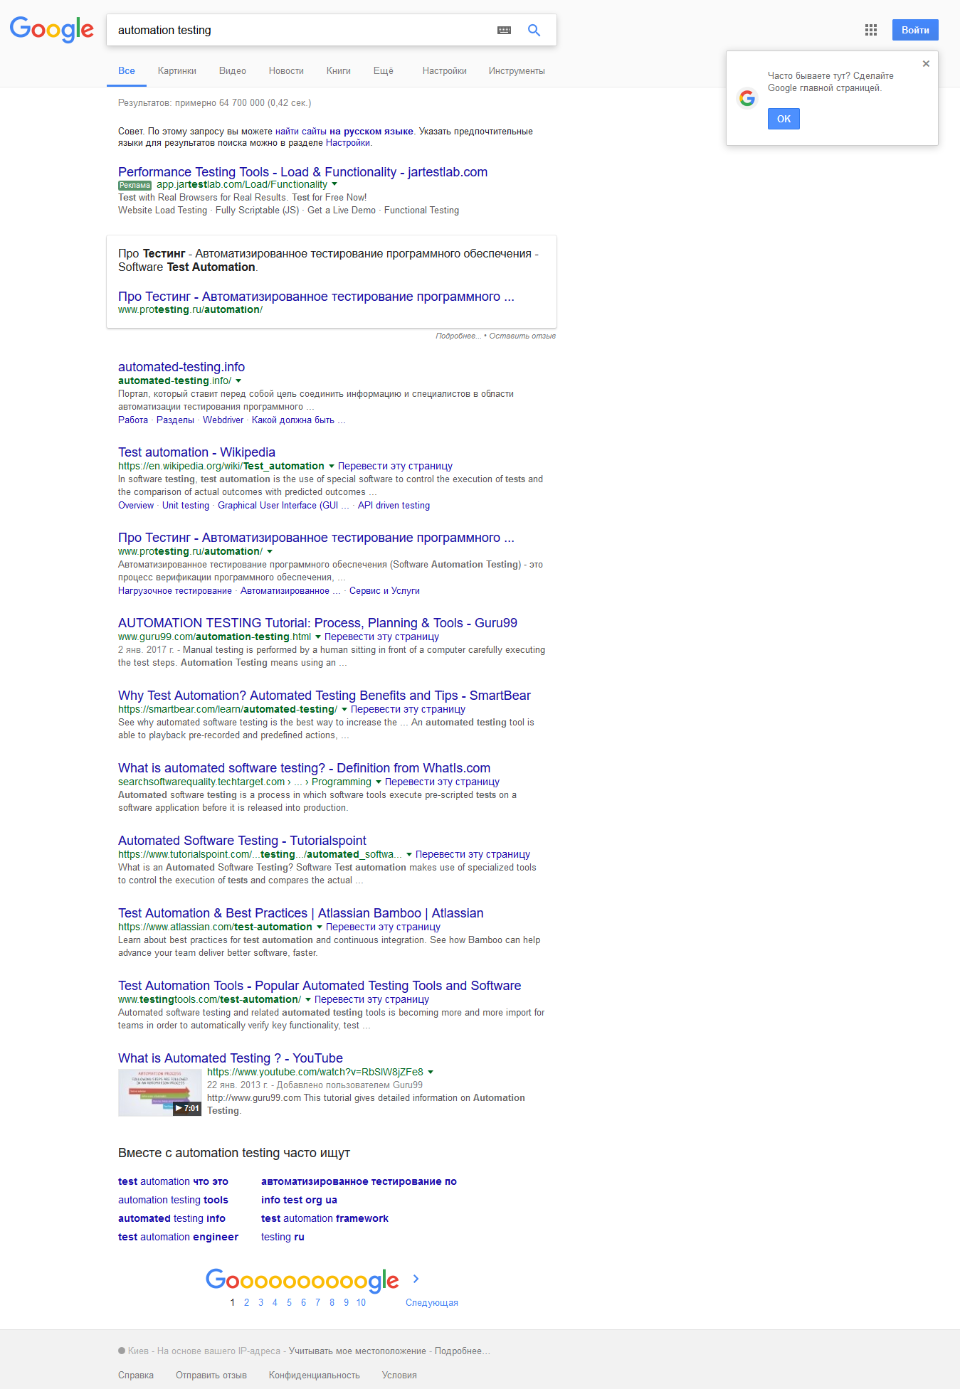 Google
automation testing
Войти
Все Картинки Видео Новости Книги Ещё Настройки Инструменты
Часто бываете тут? Сделайте
Google главной страницей.
ОК
Результатов: примерно 64 700 000 (0,42 сек.)
Совет. По этому запросу вы можете найти сайты на русском языке. Указать предпочтительные
языки для результатов поиска можно в разделе Настройки.
Performance Testing Tools - Load & Functionality - jartestlab.com
Реклама app.jartestlab.com/Load/Functionality
Test with Real Browsers for Real Results. Test for Free Now!
Website Load Testing · Fully Scriptable (JS) · Get a Live Demo · Functional Testing
Про Тестинг - Автоматизированное тестирование программного обеспечения -
Software Test Automation.
Про Тестинг - Автоматизированное тестирование программного ...
www.protesting.ru/automation/
Подробнее... • Оставить отзыв
automated-testing.info
automated-testing.info/
Портал, который ставит перед собой цель соединить информацию и специалистов в области
автоматизации тестирования программного ...
Работа · Разделы · Webdriver · Какой должна быть ...
Test automation - Wikipedia
https://en.wikipedia.org/wiki/Test_automation Перевести эту страницу
In software testing, test automation is the use of special software to control the execution of tests and
the comparison of actual outcomes with predicted outcomes ...
Overview · Unit testing · Graphical User Interface (GUI ... · API driven testing
Про Тестинг - Автоматизированное тестирование программного ...
www.protesting.ru/automation/
Автоматизированное тестирование программного обеспечения (Software Automation Testing) - это
процесс верификации программного обеспечения, ...
Нагрузочное тестирование · Автоматизированное ... · Сервис и Услуги
AUTOMATION TESTING Tutorial: Process, Planning & Tools - Guru99
www.guru99.com/automation-testing.html Перевести эту страницу
2 янв. 2017 г. - Manual testing is performed by a human sitting in front of a computer carefully executing
the test steps. Automation Testing means using an ...
Why Test Automation? Automated Testing Benefits and Tips - SmartBear
https://smartbear.com/learn/automated-testing/ Перевести эту страницу
See why automated software testing is the best way to increase the ... An automated testing tool is
able to playback pre-recorded and predefined actions, ...
What is automated software testing? - Definition from WhatIs.com
searchsoftwarequality.techtarget.com › ... › Programming Перевести эту страницу
Automated software testing is a process in which software tools execute pre-scripted tests on a
software application before it is released into production.
Automated Software Testing - Tutorialspoint
https://www.tutorialspoint.com/...testing.../automated_softwa... Перевести эту страницу
What is an Automated Software Testing? Software Test automation makes use of specialized tools
to control the execution of tests and compares the actual ...
Test Automation & Best Practices | Atlassian Bamboo | Atlassian
https://www.atlassian.com/test-automation Перевести эту страницу
Learn about best practices for test automation and continuous integration. See how Bamboo can help
advance your team deliver better software, faster.
Test Automation Tools - Popular Automated Testing Tools and Software
www.testingtools.com/test-automation/ Перевести эту страницу
Automated software testing and related automated testing tools is becoming more and more import for
teams in order to automatically verify key functionality, test ...
What is Automated Testing ? - YouTube
https://www.youtube.com/watch?v=RbSlW8jZFe8
22 янв. 2013 г. - Добавлено пользователем Guru99
http://www.guru99.com This tutorial gives detailed information on Automation
Testing.
7:01
Вместе с automation testing часто ищут
test automation что это автоматизированное тестирование по
automation testing tools info test org ua
automated testing info test automation framework
test automation engineer testing ru
Goooooooooogle
1 2 3 4 5 6 7 8 9 10 Следующая
Киев - На основе вашего IP-адреса - Учитывать мое местоположение - Подробнее...
Справка Отправить отзыв Конфиденциальность Условия